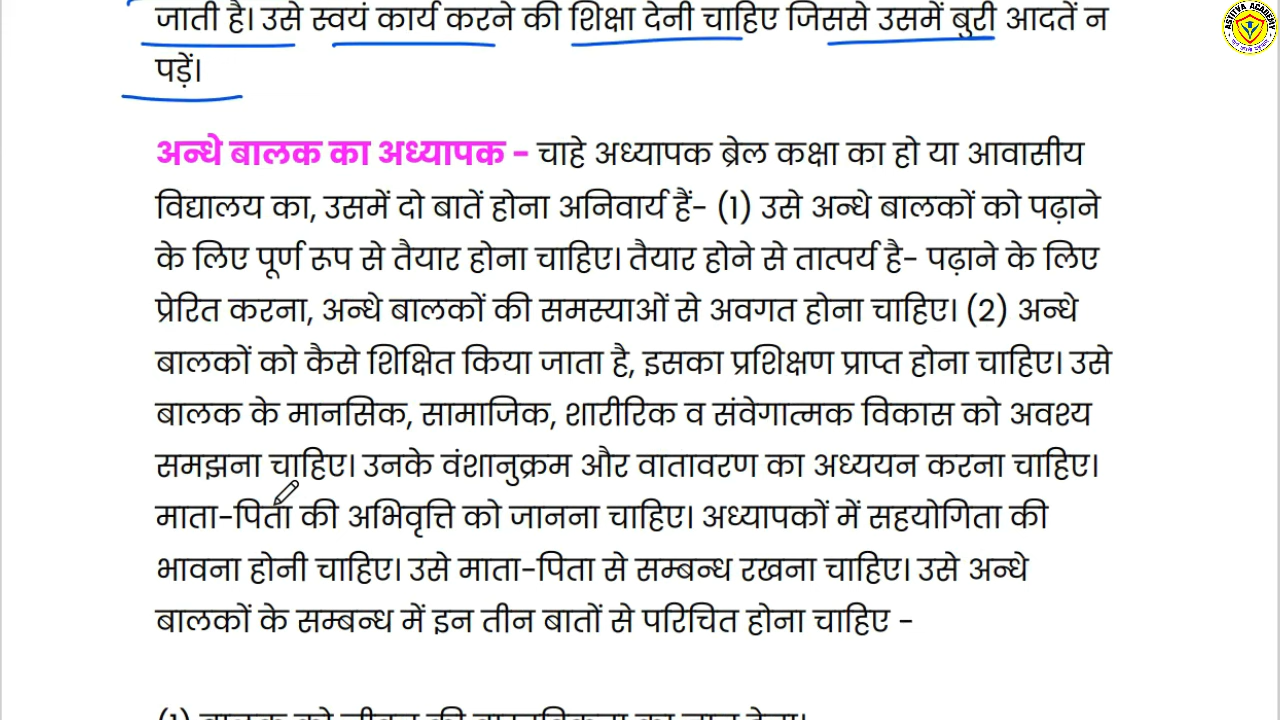 जाती है। उसे स्वयं कार्य करने की शिक्षा देनी चाहिए जिससे उसमें बुरी आदतें न
पड़ें।
ASTITVA ACADEMY
अन्धे बालक का अध्यापक - चाहे अध्यापक ब्रेल कक्षा का हो या आवासीय
विद्यालय का, उसमें दो बातें होना अनिवार्य हैं- (1) उसे अन्धे बालकों को पढ़ाने
के लिए पूर्ण रूप से तैयार होना चाहिए। तैयार होने से तात्पर्य है- पढ़ाने के लिए
प्रेरित करना, अन्धे बालकों की समस्याओं से अवगत होना चाहिए। (2) अन्धे
बालकों को कैसे शिक्षित किया जाता है, इसका प्रशिक्षण प्राप्त होना चाहिए। उसे
बालक के मानसिक, सामाजिक, शारीरिक व संवेगात्मक विकास को अवश्य
समझना चाहिए। उनके वंशानुक्रम और वातावरण का अध्ययन करना चाहिए।
माता-पिता की अभिवृत्ति को जानना चाहिए। अध्यापकों में सहयोगिता की
भावना होनी चाहिए। उसे माता-पिता से सम्बन्ध रखना चाहिए। उसे अन्धे
बालकों के सम्बन्ध में इन तीन बातों से परिचित होना चाहिए -